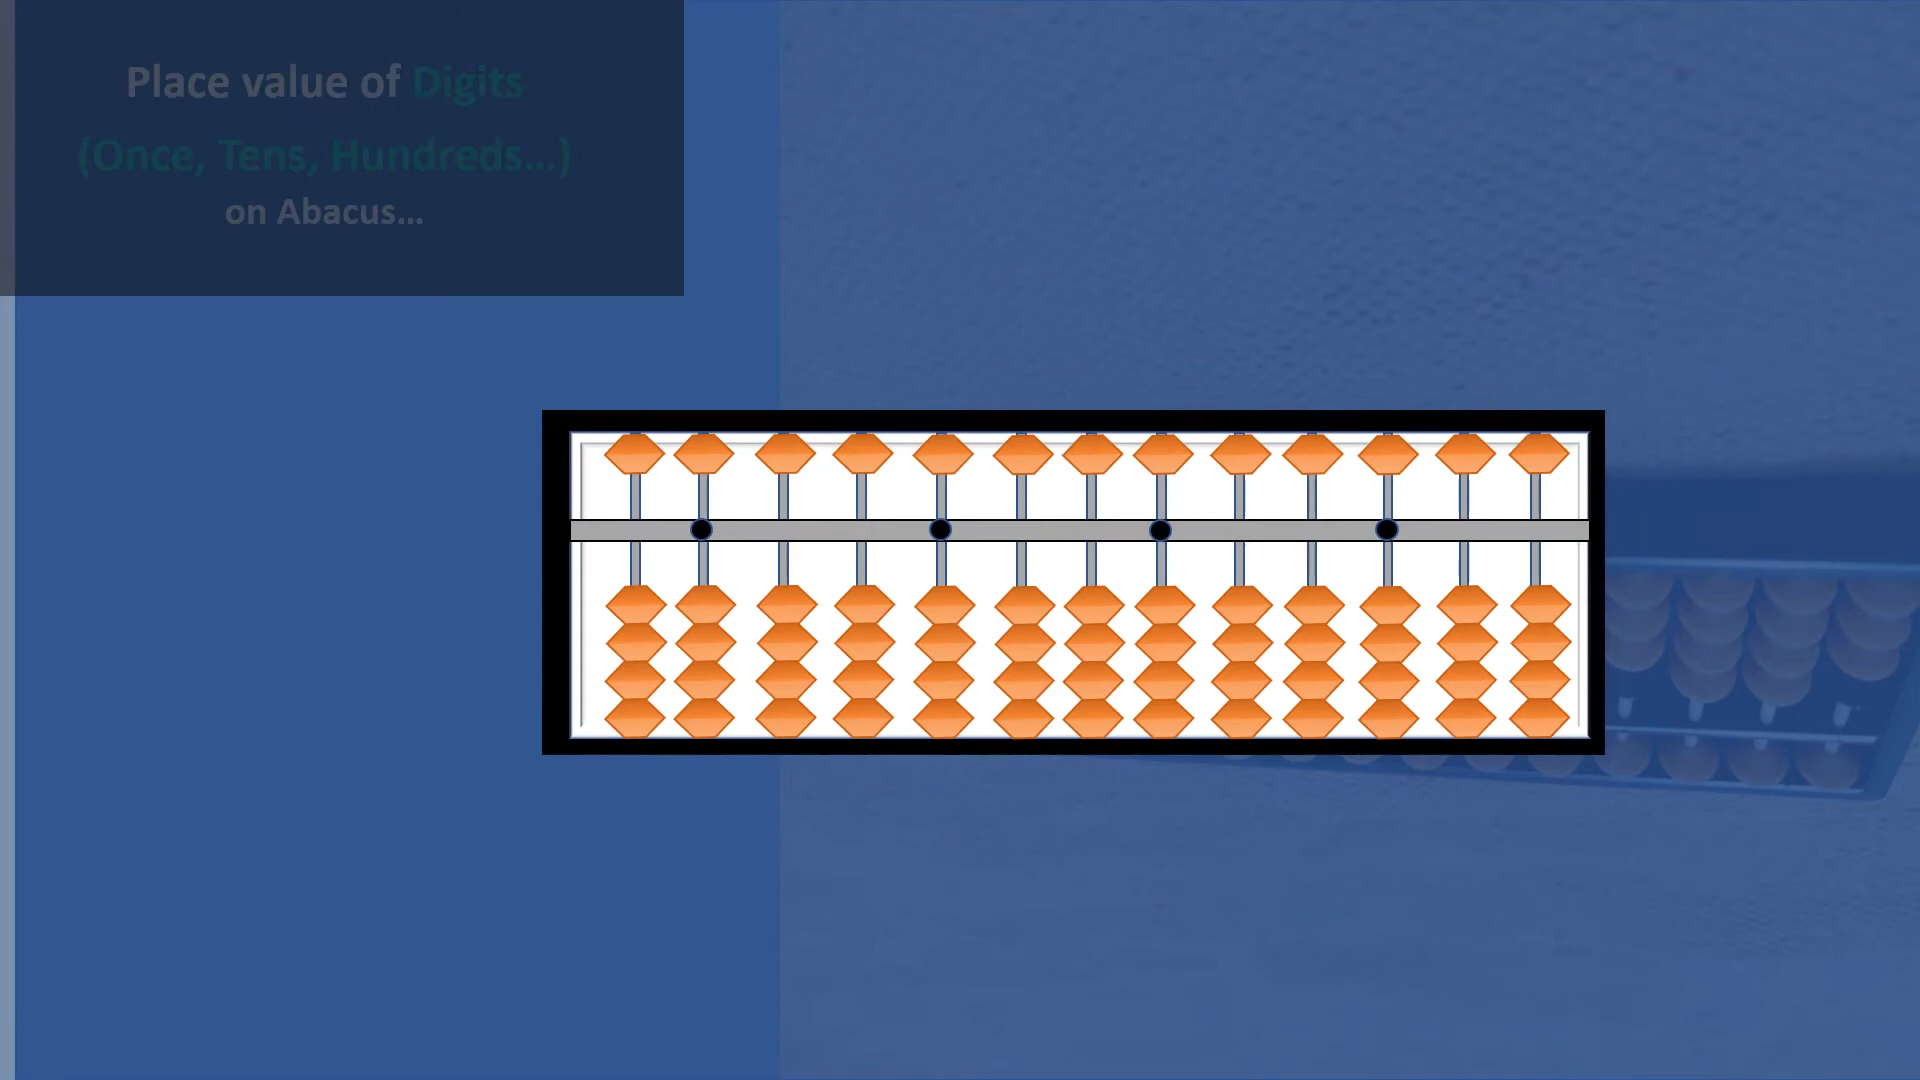 Place value of Digits
(Once, Tens, Hundreds...)
on Abacus...